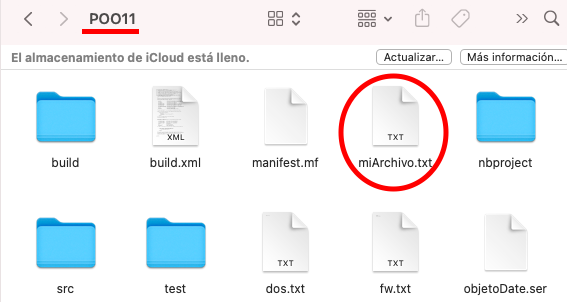 POO11
El almacenamiento de iCloud está lleno.
Actualizar...
Más información...
XML
TXT
build
build.xml
manifest.mf
miArchivo.txt
nbproject
TXT
TXT
src
test
dos.txt
fw.txt
objetoDate.ser